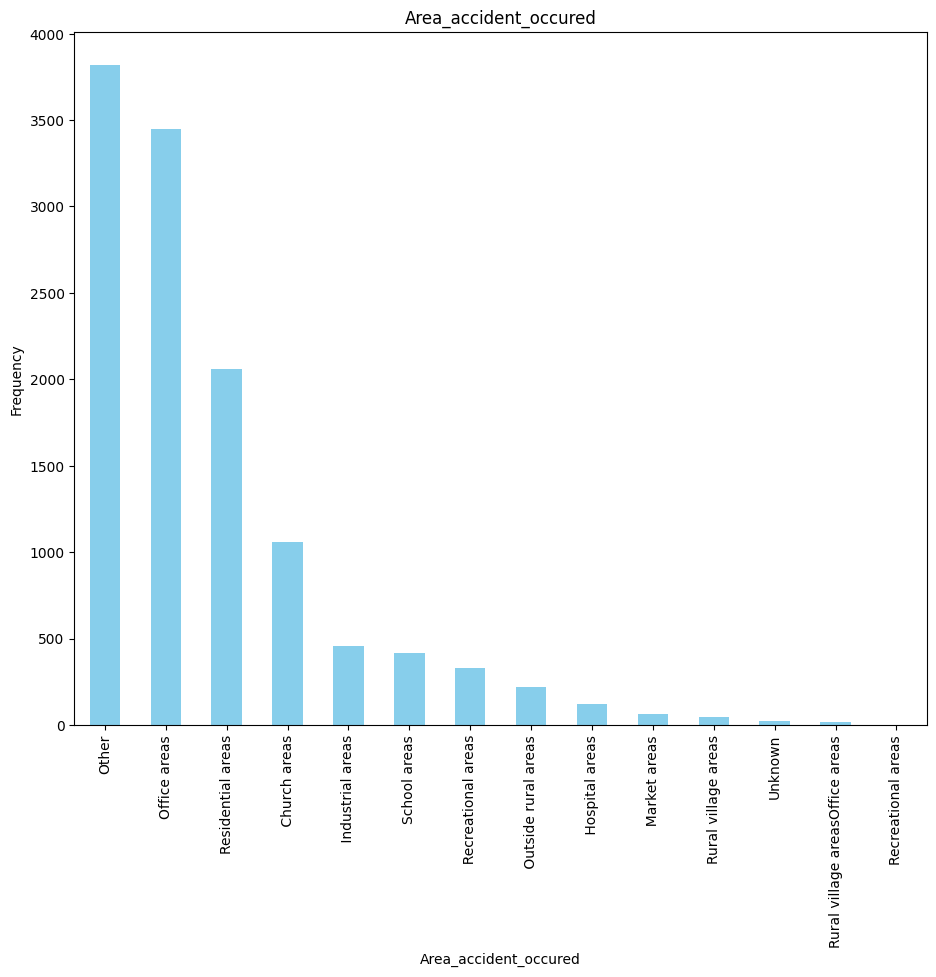 Area_accident_occured
4000
3500
3000
2500
2000
1500
1000
500
0
Frequency
Other
Office areas
Residential areas
Church areas
Industrial areas
School areas
Recreational areas
Outside rural areas
Hospital areas
Market areas
Rural village areas
Unknown
Rural village areasOffice areas
Recreational areas
Area_accident_occured